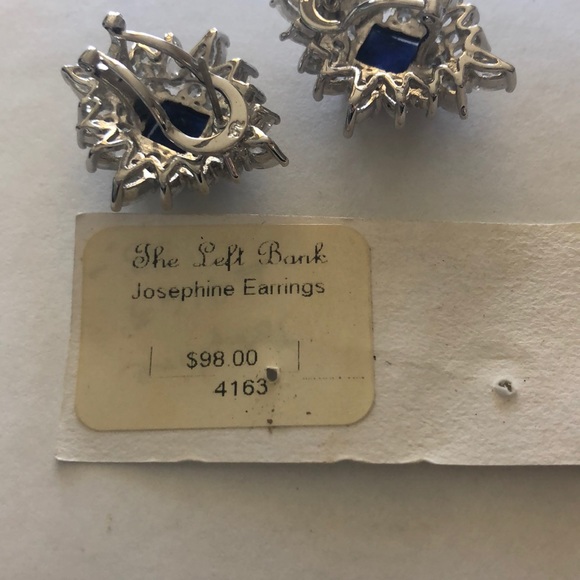 The Left Bank
Josephine Earrings
$98.00
4163